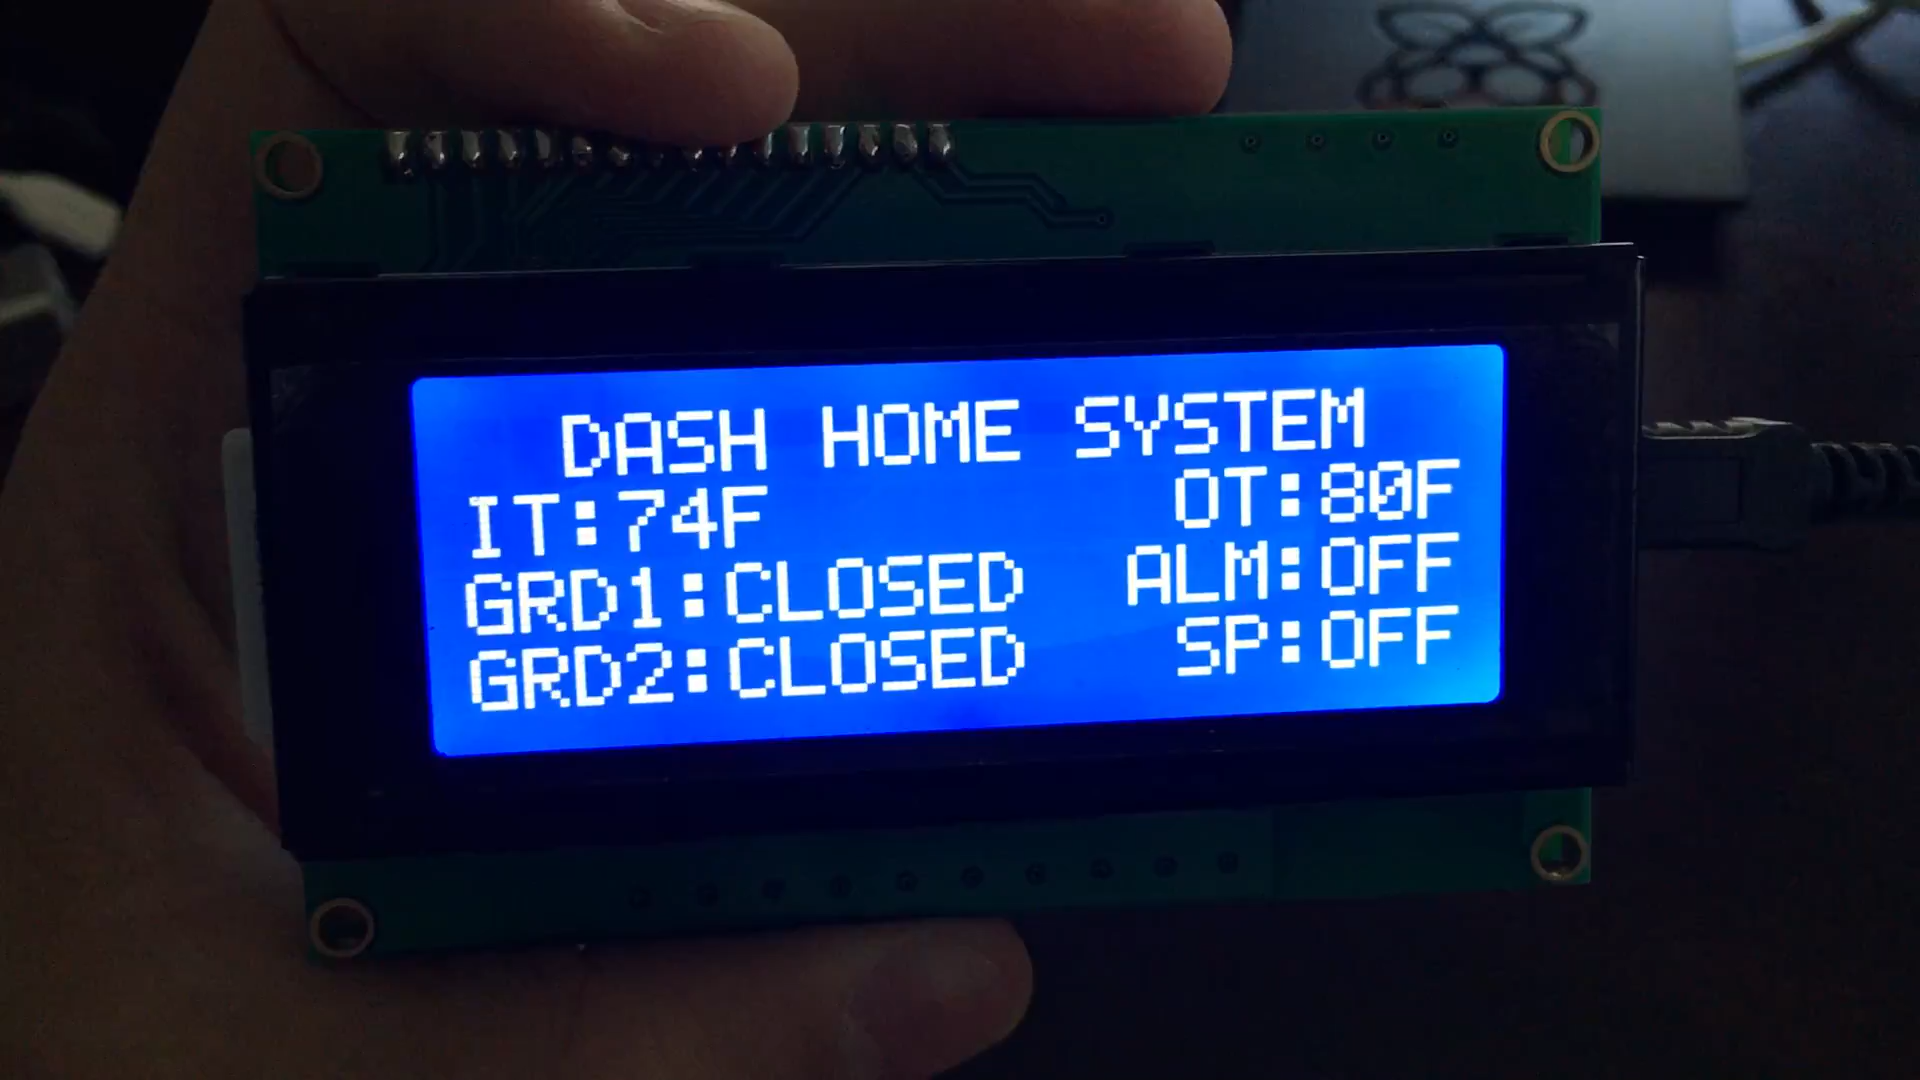 DASH HOME SYSTEM
IT:74F OT:80F
GRD1:CLOSED ALM:OFF
GRD2:CLOSED SP:OFF